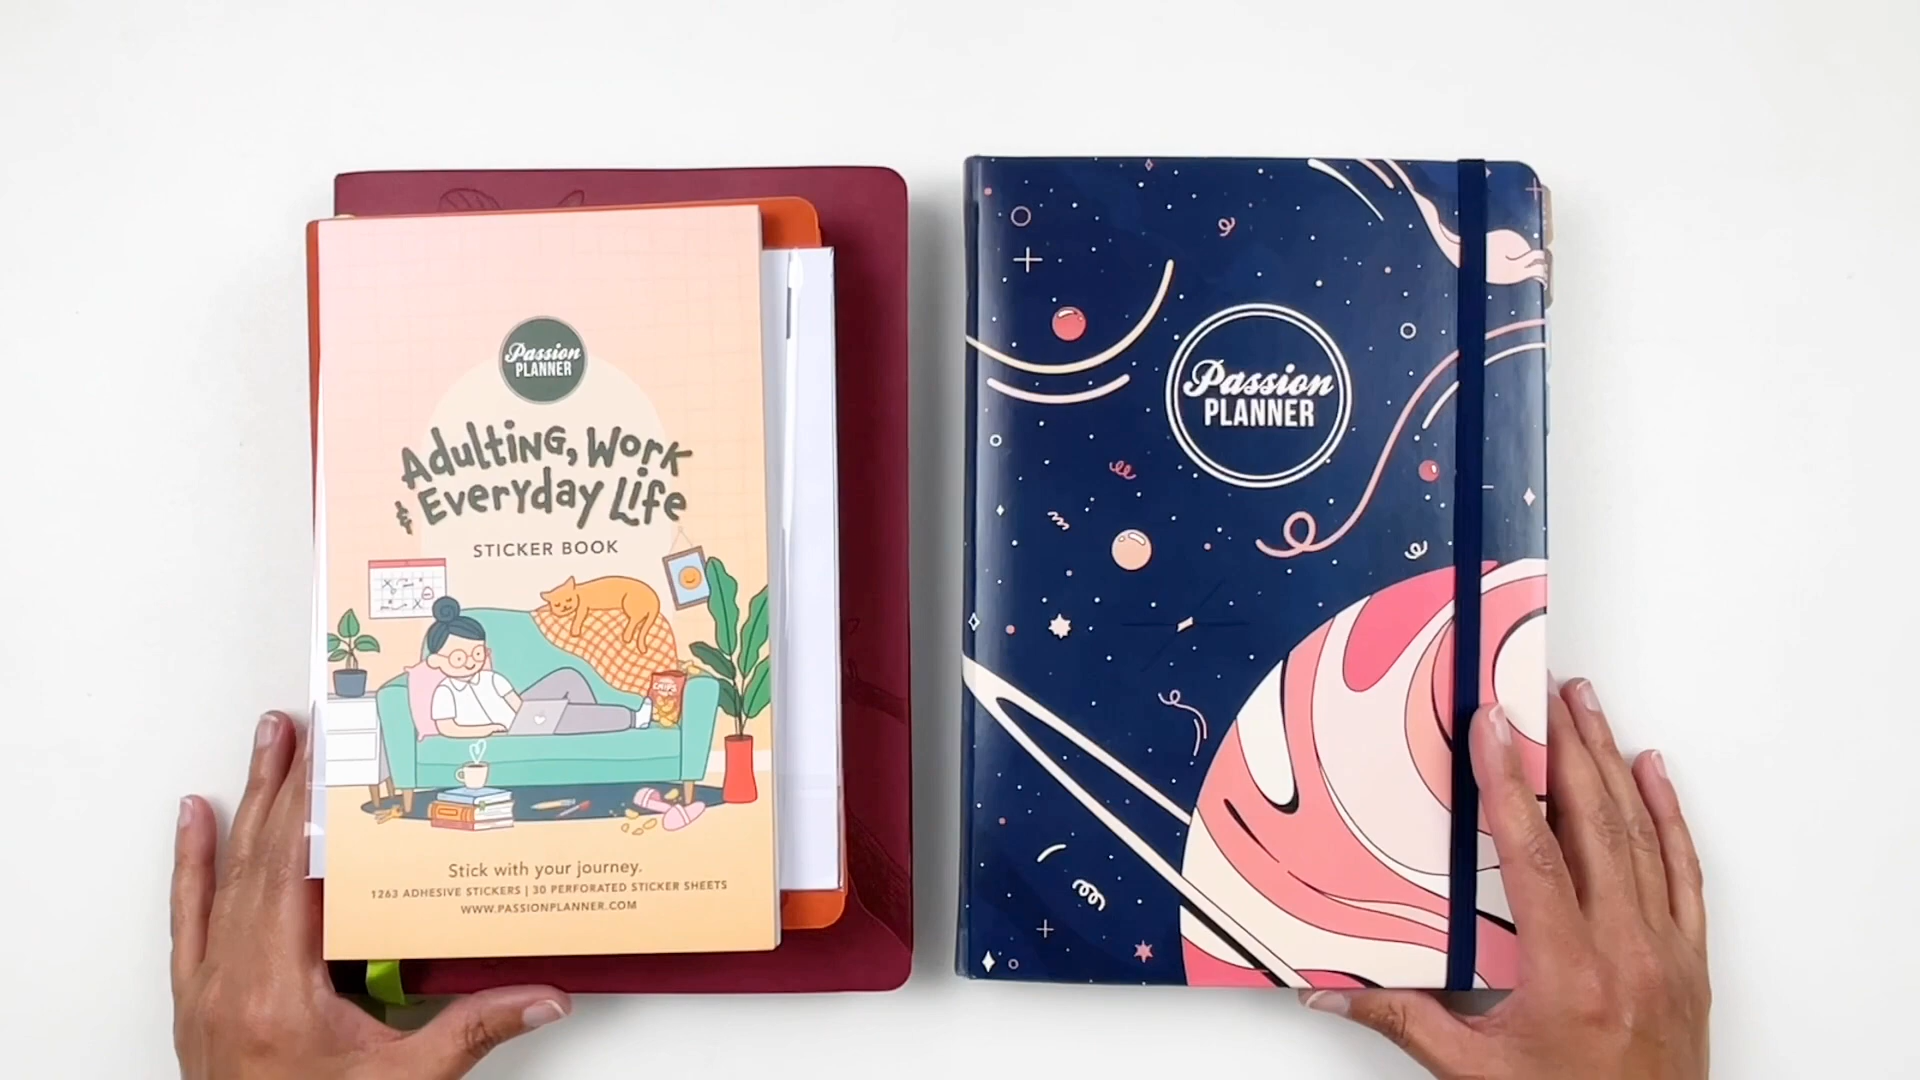 Passion
PLANNER
Adulting, Work
& Everyday Life
STICKER BOOK
Stick with your journey.
1263 ADHESIVE STICKERS | 30 PERFORATED STICKER SHEETS
WWW.PASSIONPLANNER.COM
Passion
PLANNER